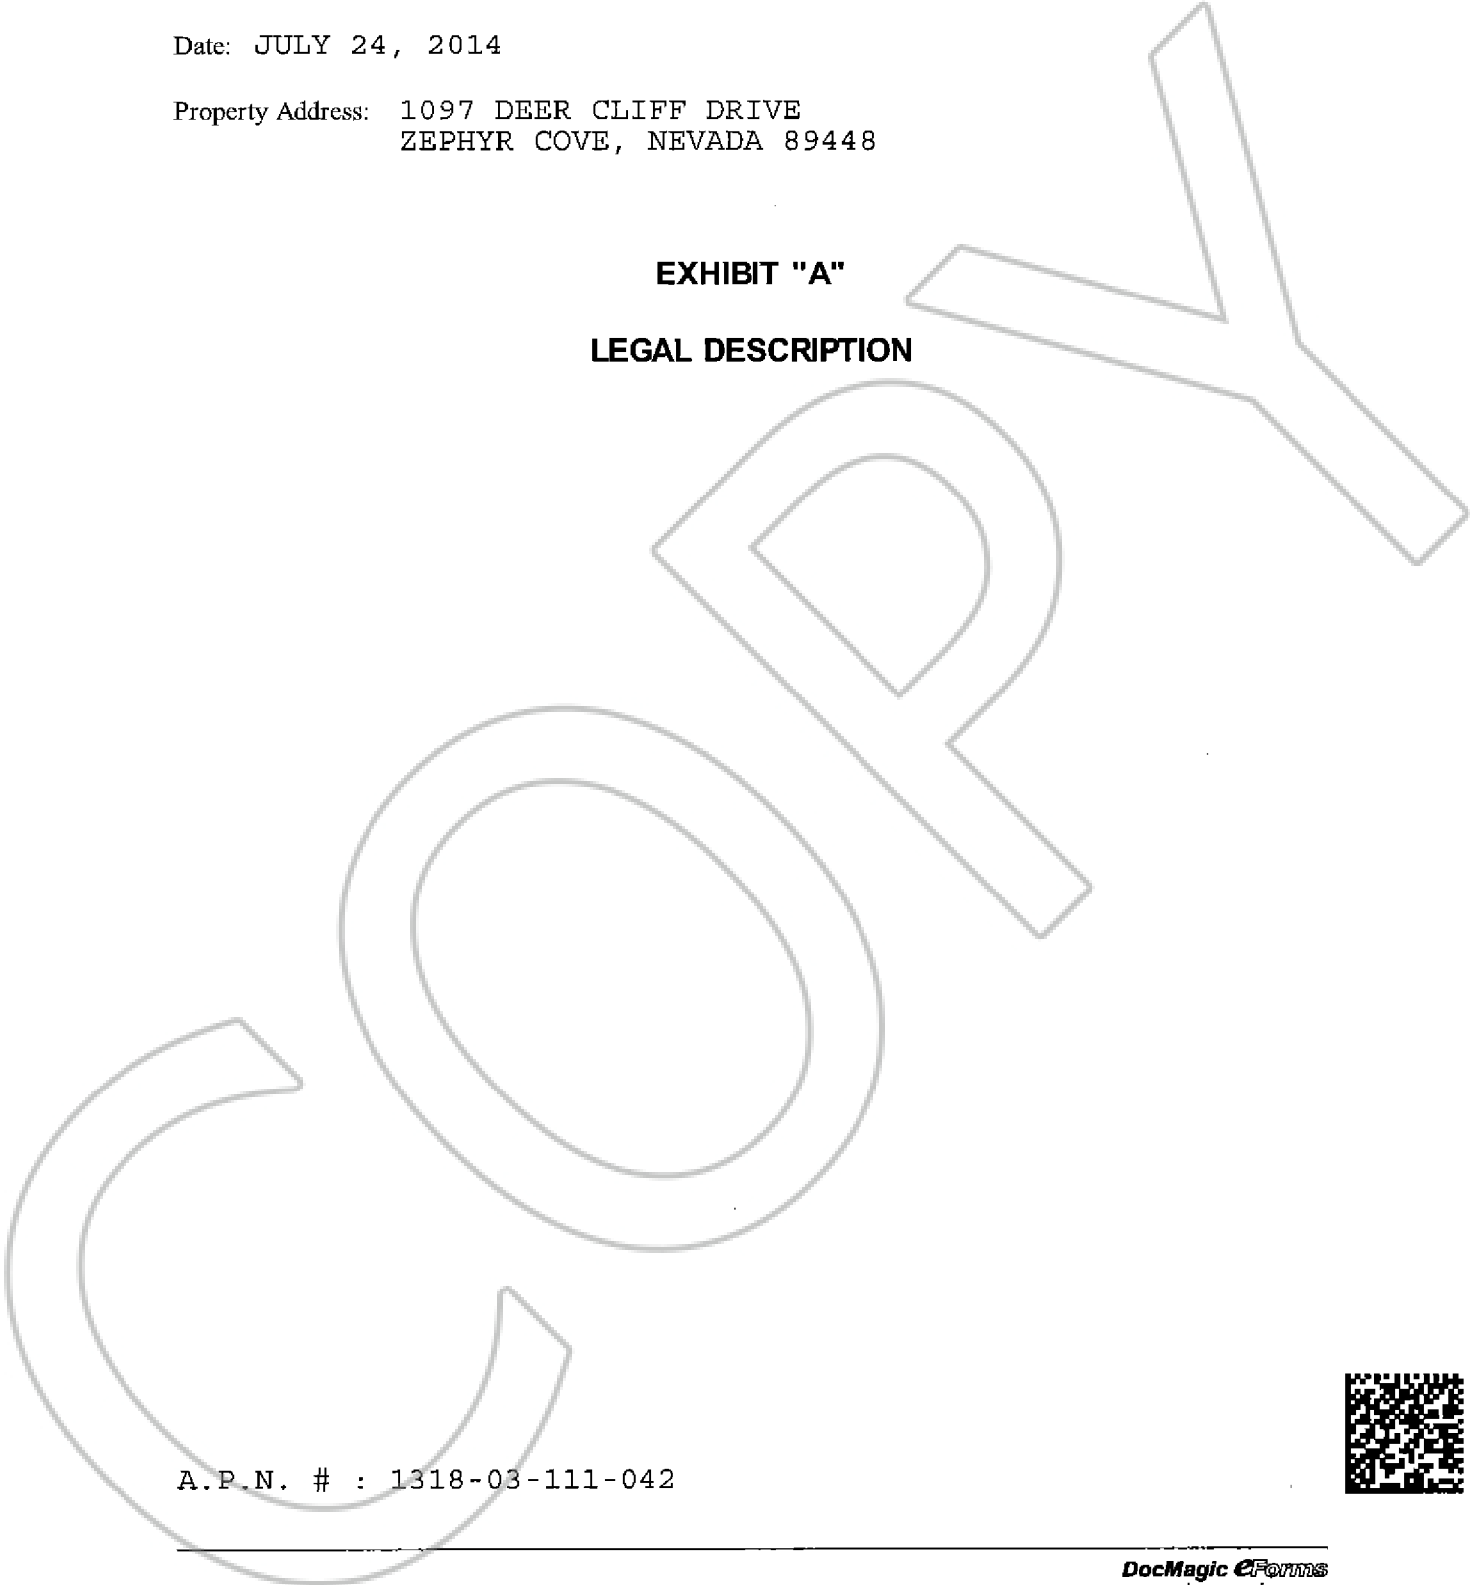 Date: JULY 24, 2014
Property Address: 1097 DEER CLIFF DRIVE
ZEPHYR COVE, NEVADA 89448
EXHIBIT "A"
LEGAL DESCRIPTION
COPY
A.P.N. # : 1318-03-111-042
DocMagic eForms